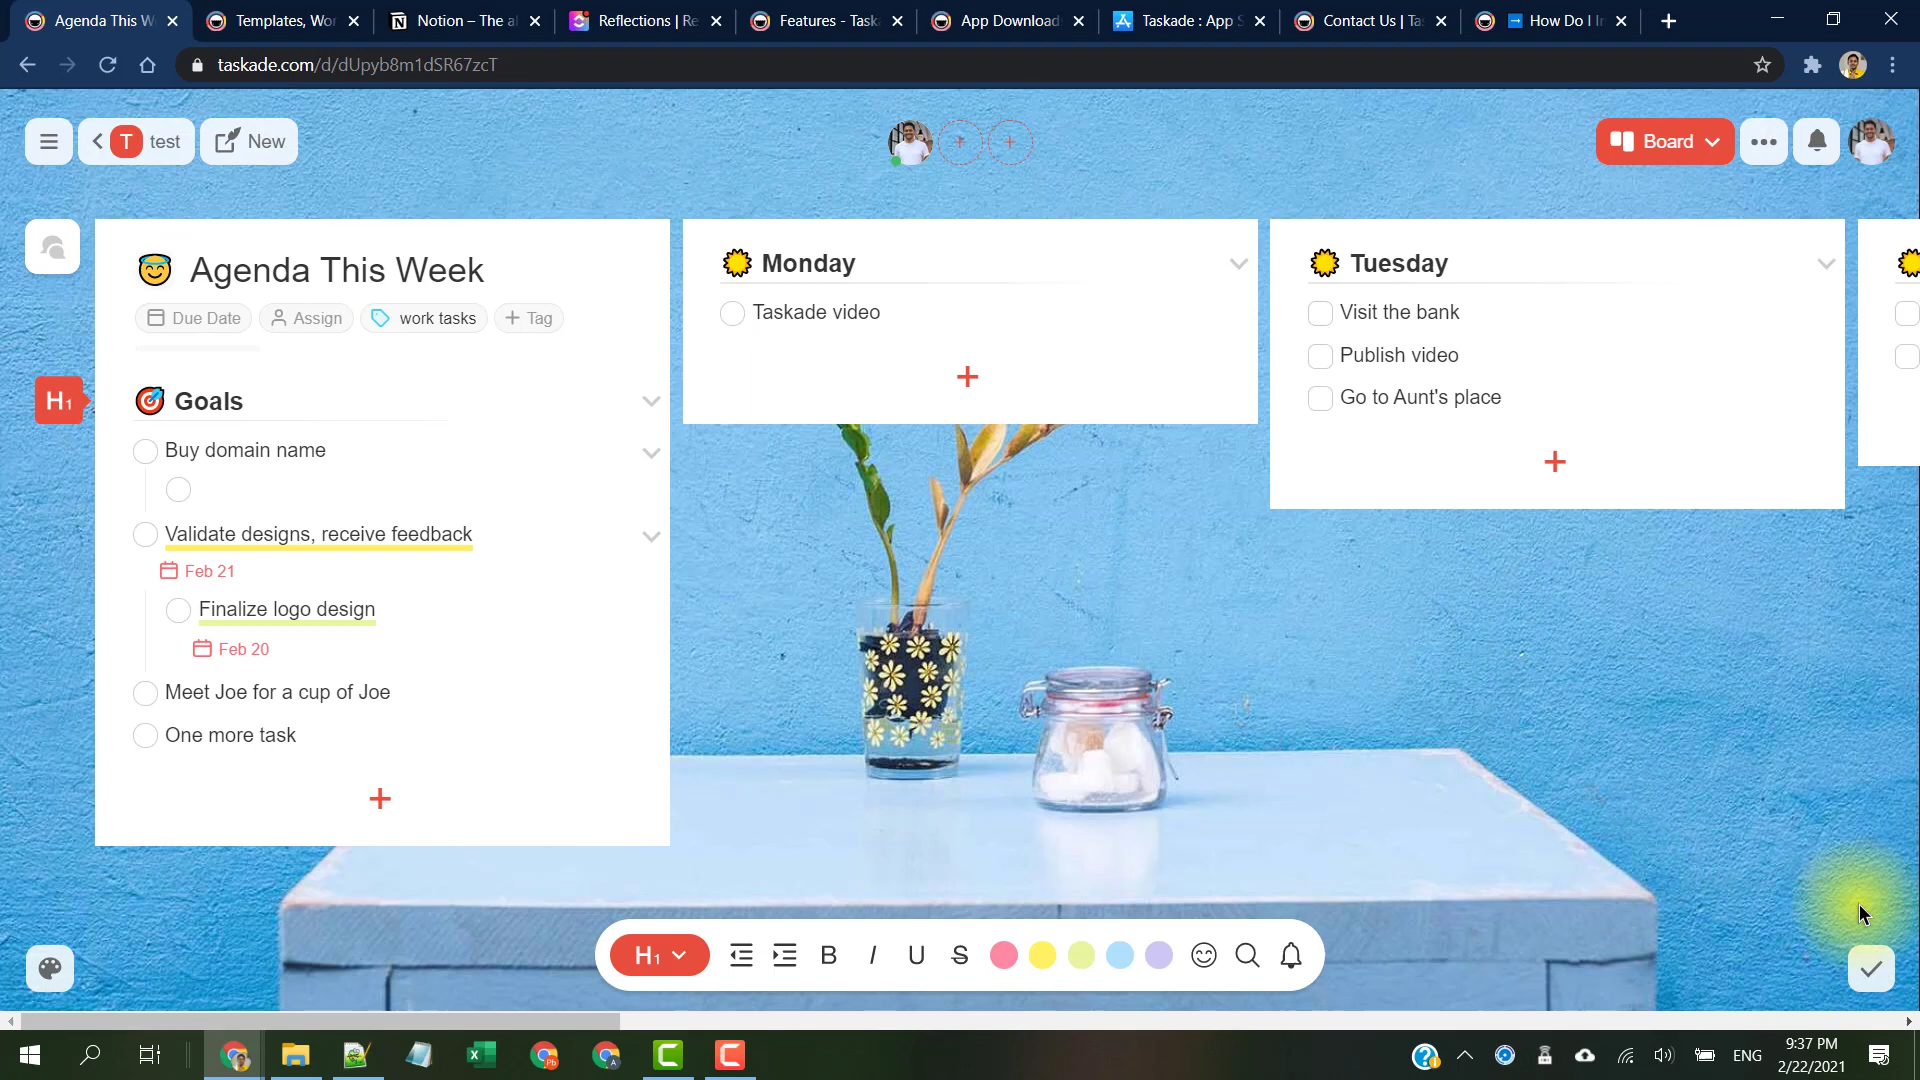 Agenda This W
Templates, Wor
Notion – The a
Reflections | Re
Features - Taska
App Download
Taskade : App S
Contact Us | Ta
How Do I In
taskade.com/d/dUpyb8m1dSR67zcT
T test
New
Board
Agenda This Week
Due Date
Assign
work tasks
+ Tag
H1
Goals
Buy domain name
Validate designs, receive feedback
Feb 21
Finalize logo design
Feb 20
Meet Joe for a cup of Joe
One more task
Monday
Taskade video
Tuesday
Visit the bank
Publish video
Go to Aunt's place
H1 B I U S
ENG
9:37 PM
2/22/2021